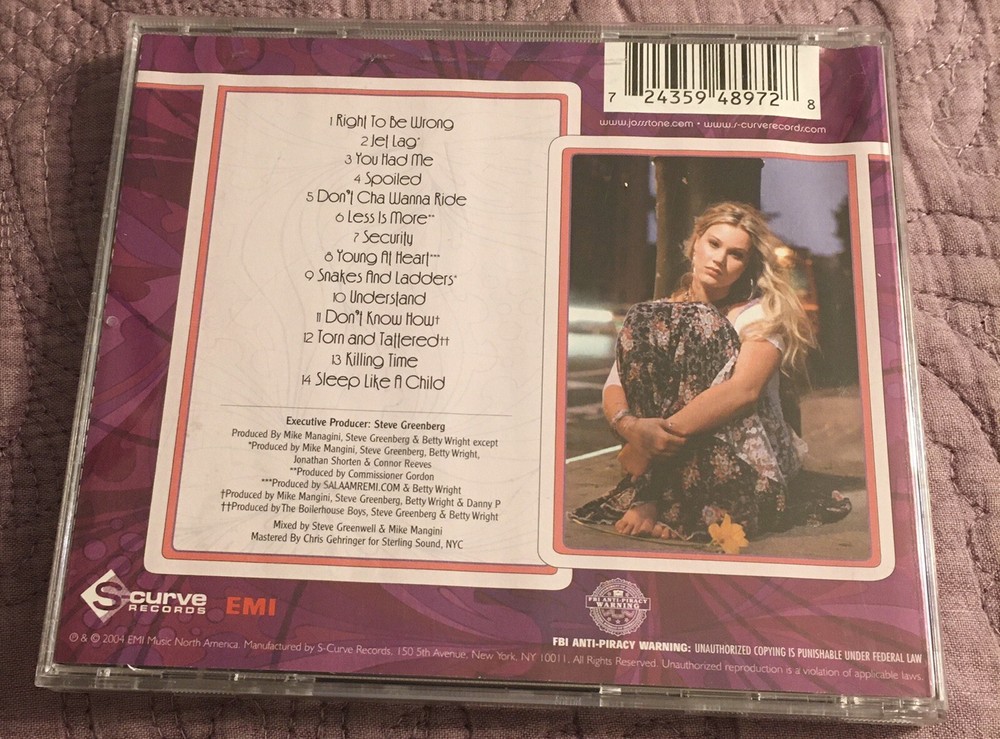 7 24359 48972 8
www.jossstone.com • www.s-curverecords.com
1 Right To Be Wrong
2 Jet Lag*
3 You Had Me
4 Spoiled
5 Don't Cha Wanna Ride
6 Less Is More**
7 Security
8 Young At Heart***
9 Snakes And Ladders*
10 Understand
11 Don't Know How†
12 Torn and Tattered††
13 Killing Time
14 Sleep Like A Child
Executive Producer: Steve Greenberg
Produced By Mike Managini, Steve Greenberg & Betty Wright except
*Produced by Mike Mangini, Steve Greenberg, Betty Wright,
Jonathan Shorten & Connor Reeves
**Produced by Commissioner Gordon
***Produced by SALAAMREMI.COM & Betty Wright
†Produced by Mike Mangini, Steve Greenberg, Betty Wright & Danny P
††Produced by The Boilerhouse Boys, Steve Greenberg & Betty Wright
Mixed by Steve Greenwell & Mike Mangini
Mastered By Chris Gehringer for Sterling Sound, NYC
S-curve
RECORDS
EMI
FBI ANTI-PIRACY
WARNING
FBI ANTI-PIRACY WARNING: UNAUTHORIZED COPYING IS PUNISHABLE UNDER FEDERAL LAW
℗ & © 2004 EMI Music North America. Manufactured by S-Curve Records, 150 5th Avenue, New York, NY 10011. All Rights Reserved. Unauthorized reproduction is a violation of applicable laws.